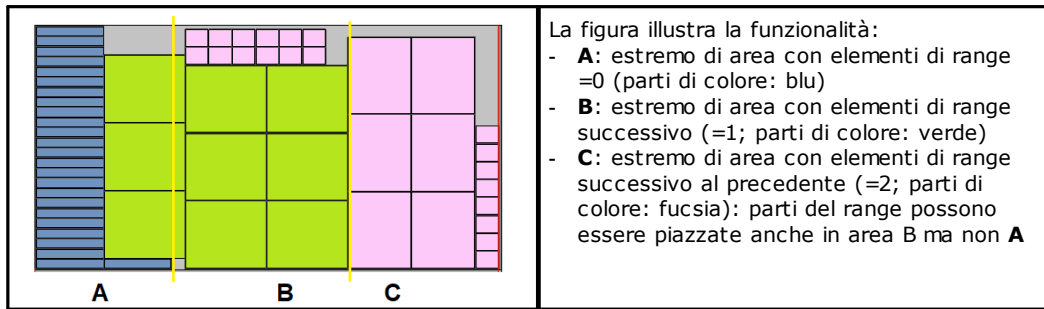 A B C
La figura illustra la funzionalità:
- A: estremo di area con elementi di range
=0 (parti di colore: blu)
- B: estremo di area con elementi di range
successivo (=1; parti di colore: verde)
- C: estremo di area con elementi di range
successivo al precedente (=2; parti di
colore: fucsia): parti del range possono
essere piazzate anche in area B ma non A